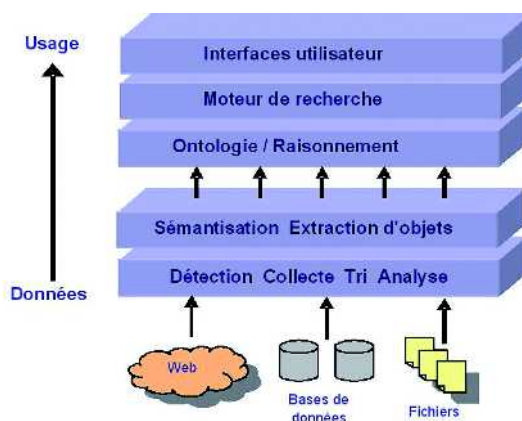 Usage
Interfaces utilisateur
Moteur de recherche
Ontologie / Raisonnement
Sémantisation Extraction d'objets
Détection Collecte Tri Analyse
Données
Web
Bases de
données
Fichiers